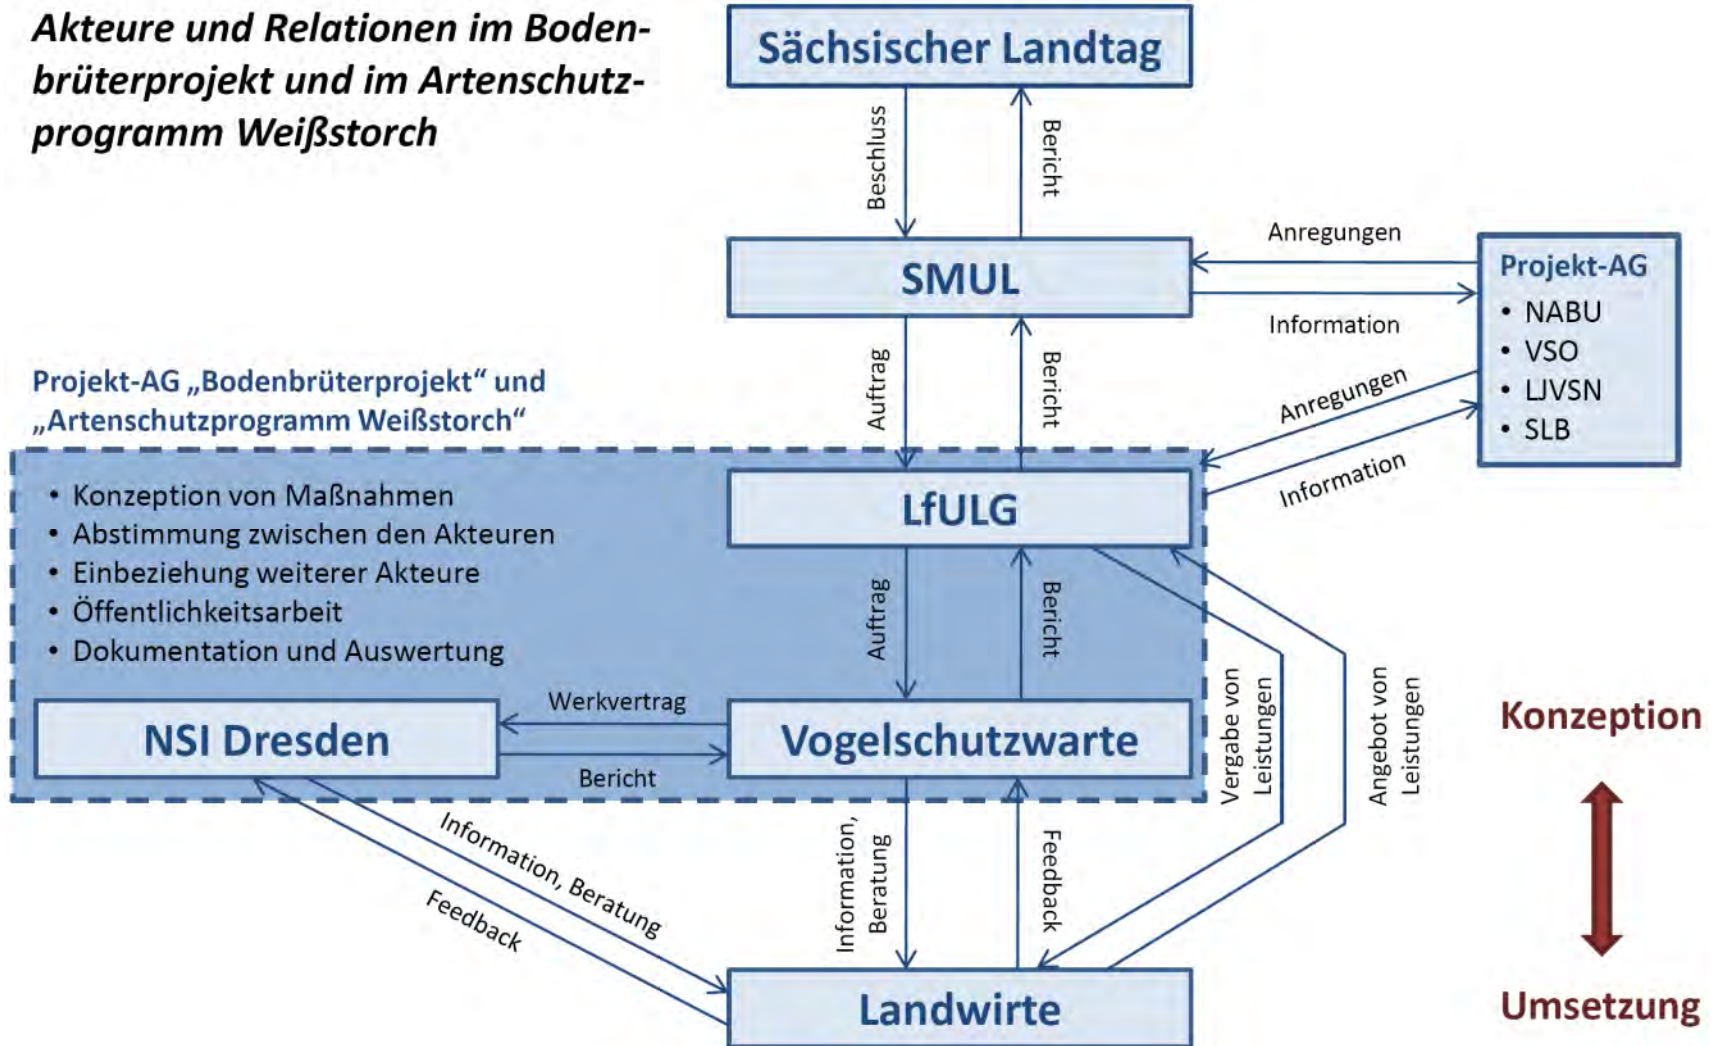 Akteure und Relationen im Boden-
brüterprojekt und im Artenschutz-
programm Weißstorch
Sächsischer Landtag
Beschluss
Bericht
SMUL
Anregungen
Information
Projekt-AG
• NABU
• VSO
• LJVSN
• SLB
Auftrag
Bericht
Anregungen
Information
Projekt-AG „Bodenbrüterprojekt“ und
„Artenschutzprogramm Weißstorch“
• Konzeption von Maßnahmen
• Abstimmung zwischen den Akteuren
• Einbeziehung weiterer Akteure
• Öffentlichkeitsarbeit
• Dokumentation und Auswertung
LfULG
Auftrag
Bericht
NSI Dresden
Werkvertrag
Bericht
Vogelschutzwarte
Vergabe von
Leistungen
Angebot von
Leistungen
Information, Beratung
Feedback
Information,
Beratung
Feedback
Landwirte
Konzeption
Umsetzung